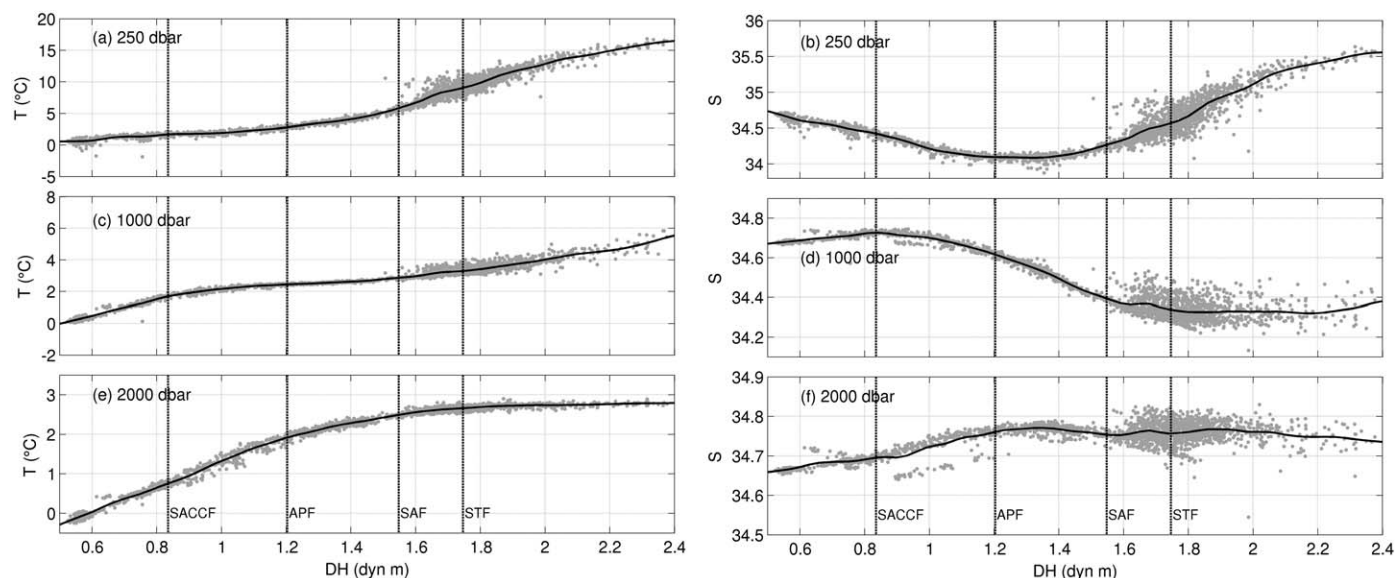 (a) 250 dbar
T (°C)
20
15
10
5
0
-5
(b) 250 dbar
S
36
35.5
35
34.5
34
(c) 1000 dbar
T (°C)
8
6
4
2
0
-2
(d) 1000 dbar
S
34.8
34.6
34.4
34.2
(e) 2000 dbar
T (°C)
3
2
1
0
SACCF APF SAF STF
0.6 0.8 1 1.2 1.4 1.6 1.8 2 2.2 2.4
DH (dyn m)
(f) 2000 dbar
S
34.9
34.8
34.7
34.6
34.5
SACCF APF SAF STF
0.6 0.8 1 1.2 1.4 1.6 1.8 2 2.2 2.4
DH (dyn m)